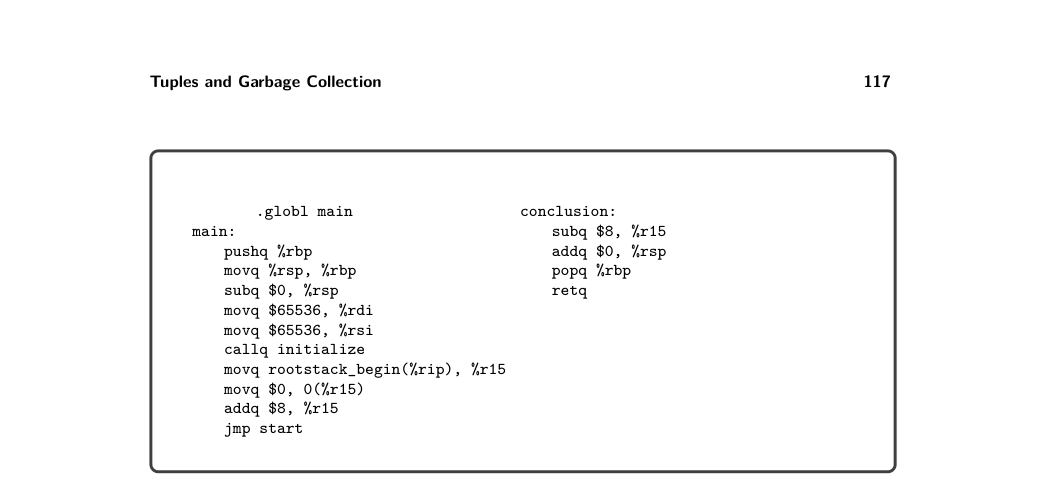 Tuples and Garbage Collection 117
.globl main
main:
pushq %rbp
movq %rsp, %rbp
subq $0, %rsp
movq $65536, %rdi
movq $65536, %rsi
callq initialize
movq rootstack_begin(%rip), %r15
movq $0, 0(%r15)
addq $8, %r15
jmp start
conclusion:
subq $8, %r15
addq $0, %rsp
popq %rbp
retq